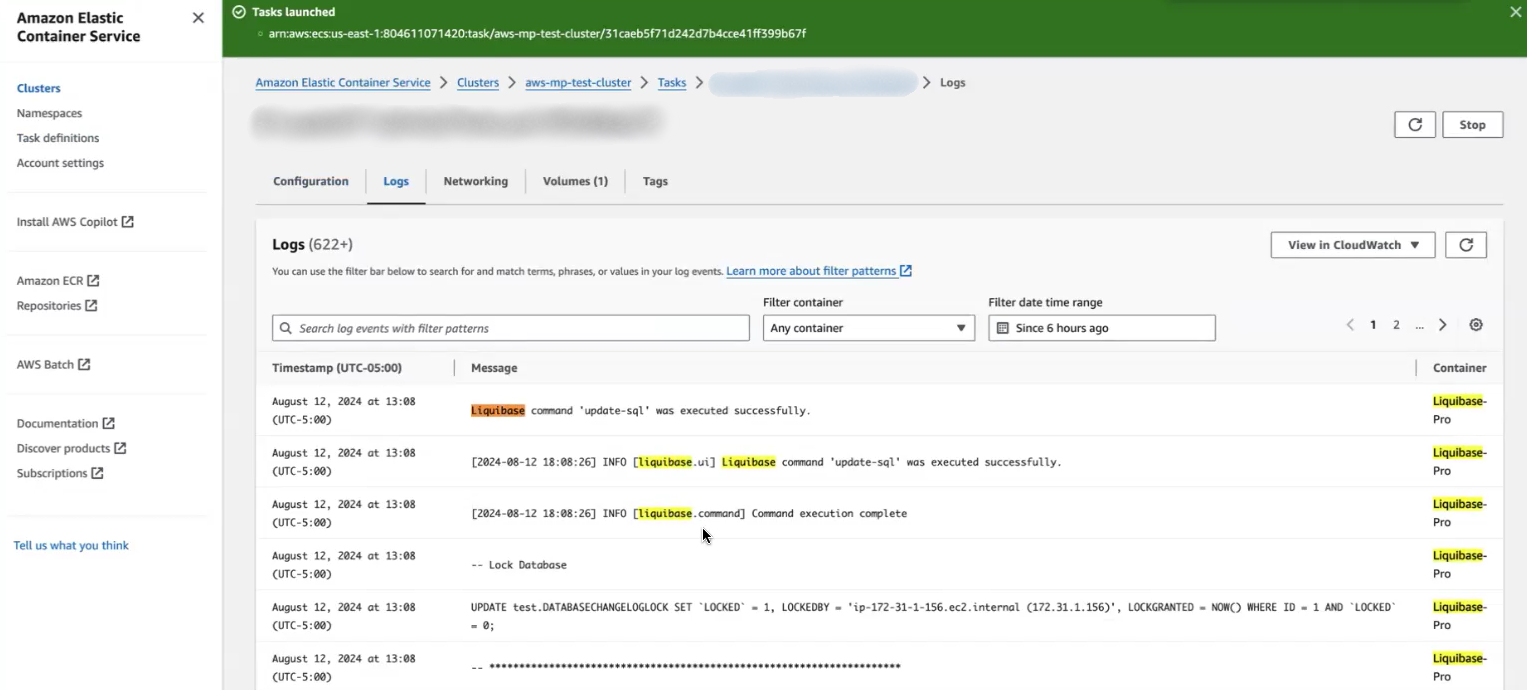 Amazon Elastic
Container Service
Clusters
Namespaces
Task definitions
Account settings
Install AWS Copilot
Amazon ECR
Repositories
AWS Batch
Documentation
Discover products
Subscriptions
Tell us what you think
Tasks launched
arn:aws:ecs:us-east-1:804611071420:task/aws-mp-test-cluster/31caeb5f71d242d7b4cce41ff399b67f
Amazon Elastic Container Service > Clusters > aws-mp-test-cluster > Tasks > > Logs
Stop
Configuration Logs Networking Volumes (1) Tags
Logs (622+)
View in CloudWatch
You can use the filter bar below to search for and match terms, phrases, or values in your log events. Learn more about filter patterns
Filter container Filter date time range
Search log events with filter patterns Any container Since 6 hours ago 1 2 ...
Timestamp (UTC-05:00) Message Container
August 12, 2024 at 13:08
(UTC-5:00)
Liquibase command 'update-sql' was executed successfully.
Liquibase-
Pro
August 12, 2024 at 13:08
(UTC-5:00)
[2024-08-12 18:08:26] INFO [liquibase.ui] Liquibase command 'update-sql' was executed successfully.
Liquibase-
Pro
August 12, 2024 at 13:08
(UTC-5:00)
[2024-08-12 18:08:26] INFO [liquibase.command] Command execution complete
Liquibase-
Pro
August 12, 2024 at 13:08
(UTC-5:00)
-- Lock Database
Liquibase-
Pro
August 12, 2024 at 13:08
(UTC-5:00)
UPDATE test.DATABASECHANGELOGLOCK SET `LOCKED` = 1, LOCKEDBY = 'ip-172-31-1-156.ec2.internal (172.31.1.156)', LOCKGRANTED = NOW() WHERE ID = 1 AND `LOCKED`
= 0;
Liquibase-
Pro
August 12, 2024 at 13:08
(UTC-5:00)
-- *********************************************************************
Liquibase-
Pro